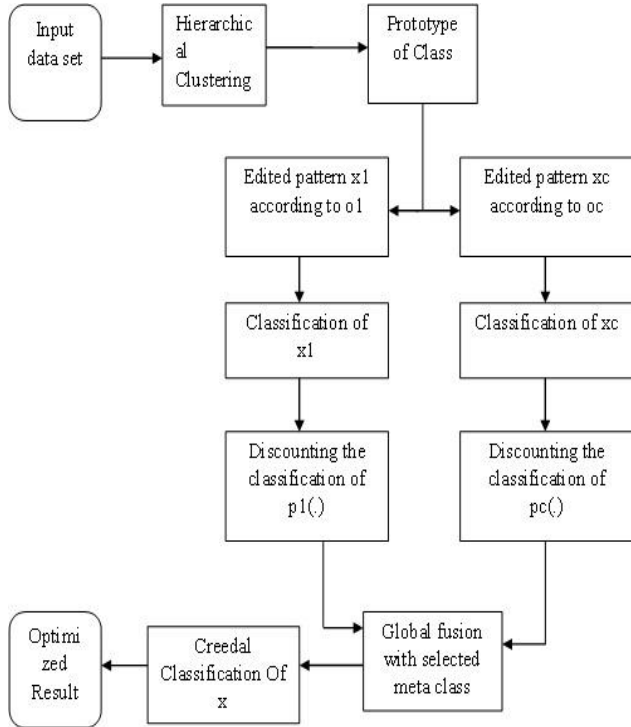 Input
data set
Hierarchic
al
Clustering
Prototype
of Class
Edited pattern x1
according to o1
Edited pattern xc
according to oc
Classification of
x1
Classification of xc
Discounting the
classification of
p1(.)
Discounting the
classification of
pc(.)
Optimi
zed
Result
Creedal
Classification Of
x
Global fusion
with selected
meta class